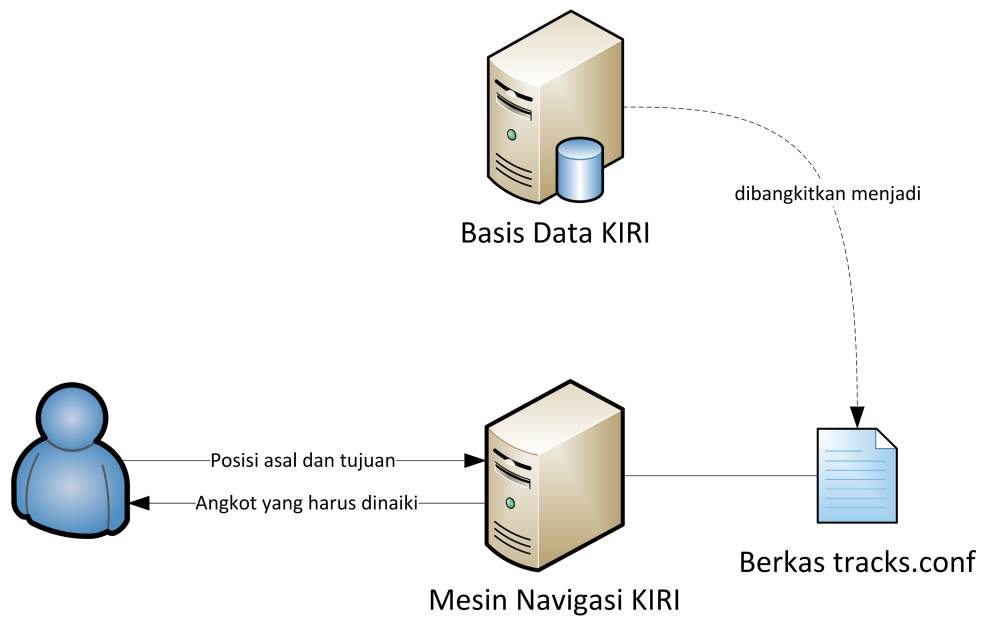 Basis Data KIRI
dibangkitkan menjadi
Posisi asal dan tujuan
Angkot yang harus dinaiki
Berkas tracks.conf
Mesin Navigasi KIRI